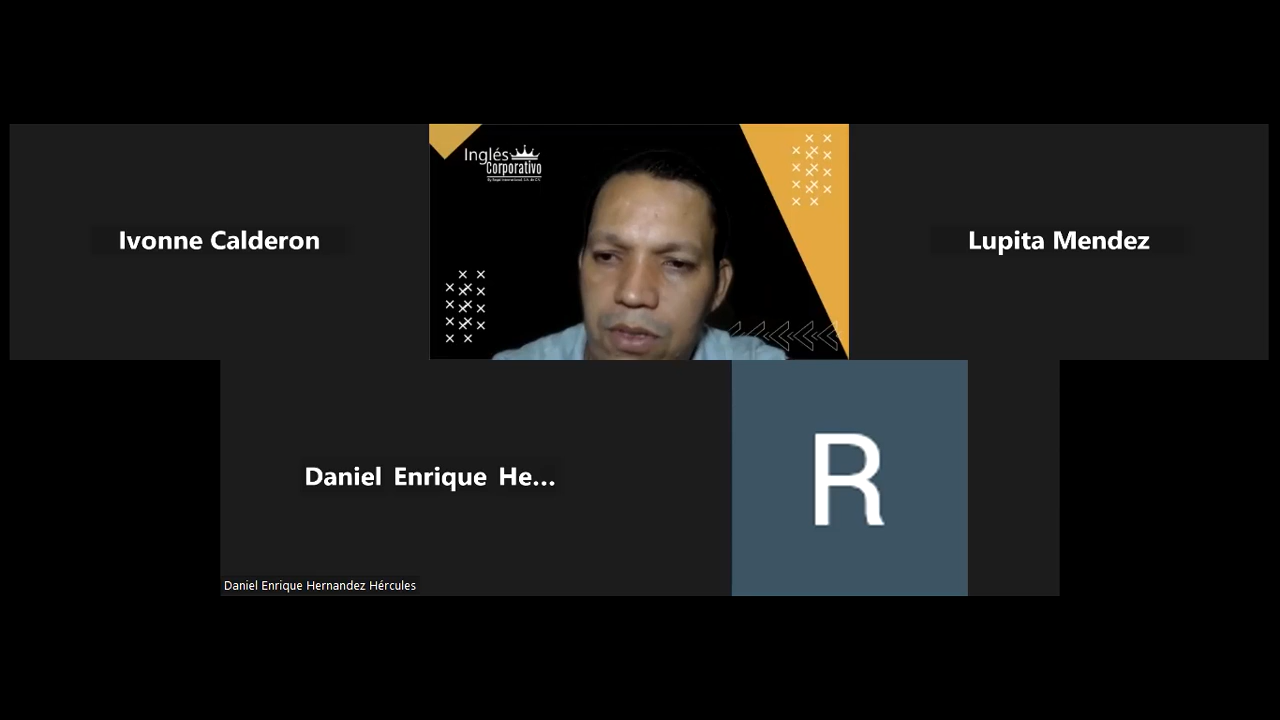 Ivonne Calderon
Inglés
Corporativo
Lupita Mendez
Daniel Enrique He...
Daniel Enrique Hernandez Hércules
R